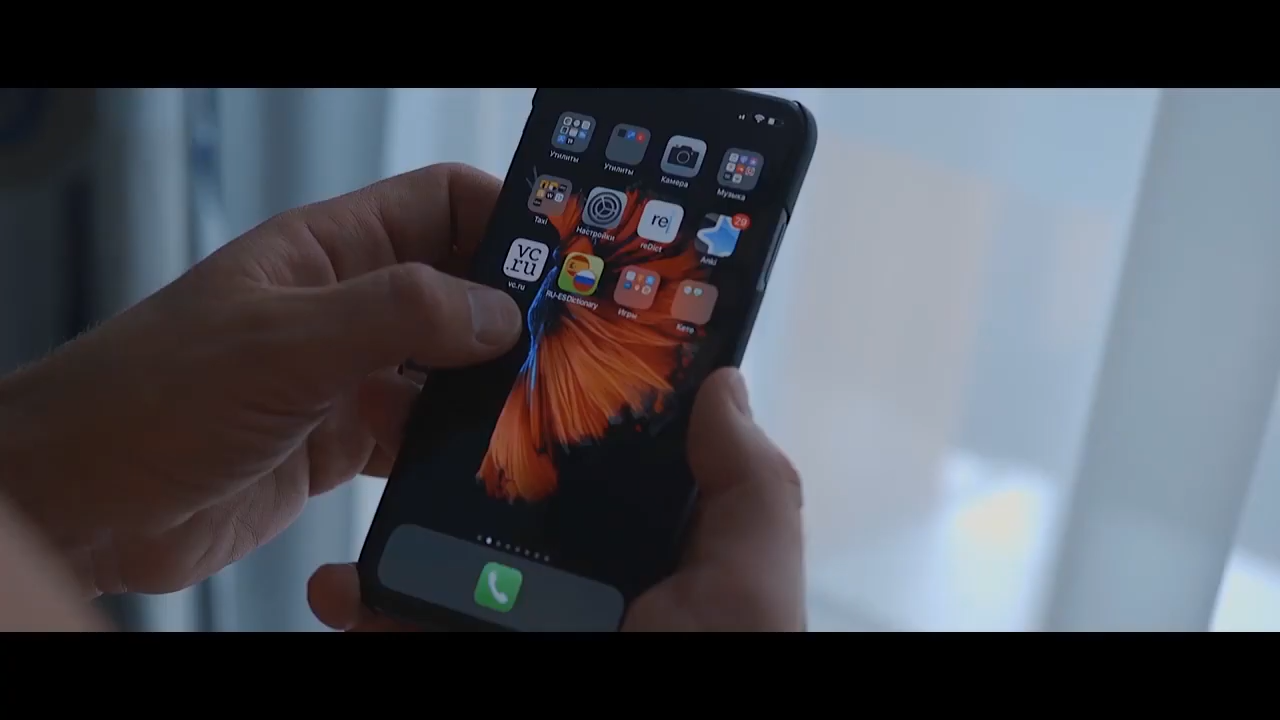 Утилиты
Утилиты
Камера
Музыка
Taxi
Настройки
re
reDict
29
Anki
vc
.ru
vc.ru
RU-ES Dictionary
Игры